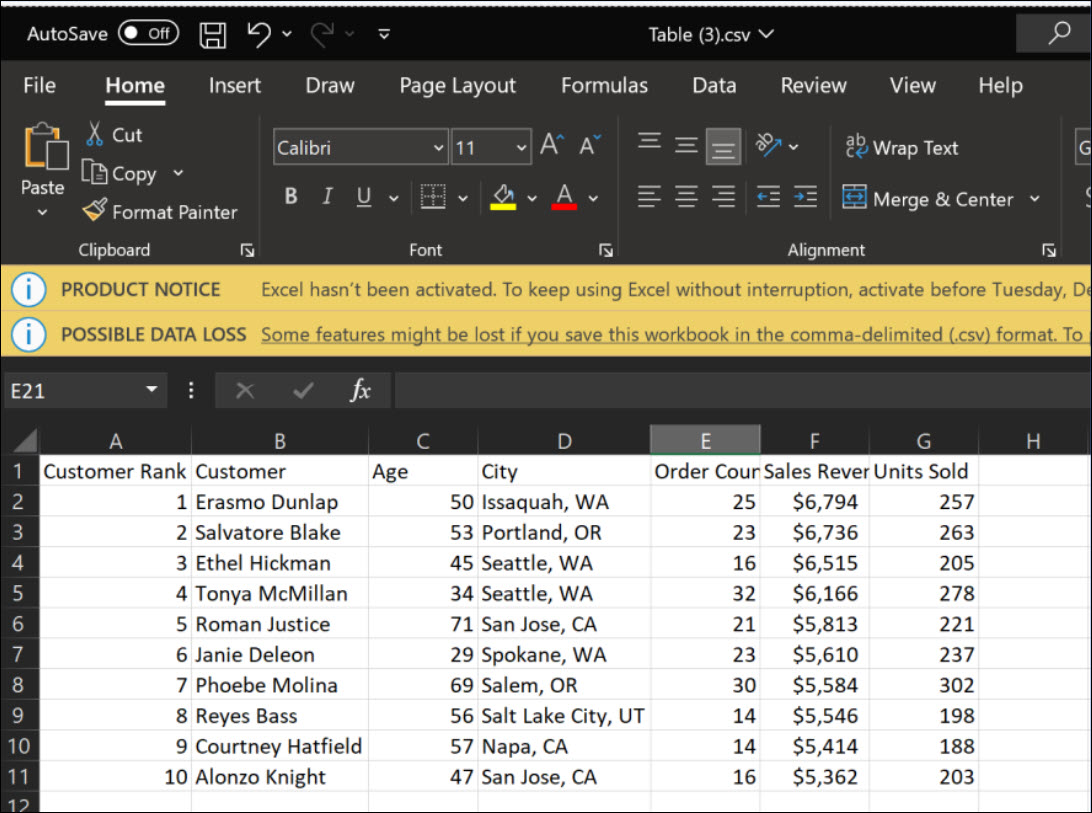 AutoSave Off Table (3).csv
File Home Insert Draw Page Layout Formulas Data Review View Help
Paste
Cut
Copy
Format Painter
Clipboard
Calibri 11 A A
B I U A
Font
ab Wrap Text
Merge & Center
Alignment
PRODUCT NOTICE Excel hasn't been activated. To keep using Excel without interruption, activate before Tuesday, De
POSSIBLE DATA LOSS Some features might be lost if you save this workbook in the comma-delimited (.csv) format. To
E21 fx
A B C D E F G H
1 Customer Rank Customer Age City Order Coun Sales Rever Units Sold
2 1 Erasmo Dunlap 50 Issaquah, WA 25 $6,794 257
3 2 Salvatore Blake 53 Portland, OR 23 $6,736 263
4 3 Ethel Hickman 45 Seattle, WA 16 $6,515 205
5 4 Tonya McMillan 34 Seattle, WA 32 $6,166 278
6 5 Roman Justice 71 San Jose, CA 21 $5,813 221
7 6 Janie Deleon 29 Spokane, WA 23 $5,610 237
8 7 Phoebe Molina 69 Salem, OR 30 $5,584 302
9 8 Reyes Bass 56 Salt Lake City, UT 14 $5,546 198
10 9 Courtney Hatfield 57 Napa, CA 14 $5,414 188
11 10 Alonzo Knight 47 San Jose, CA 16 $5,362 203
12